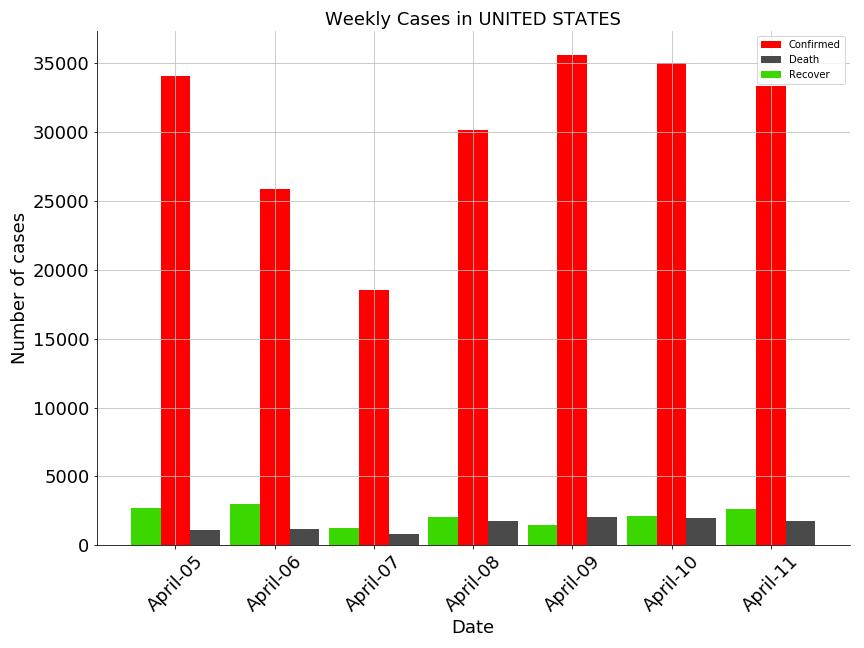 Weekly Cases in UNITED STATES
Confirmed
Death
Recover
Number of cases
35000
30000
25000
20000
15000
10000
5000
0
April-05
April-06
April-07
April-08
April-09
April-10
April-11
Date